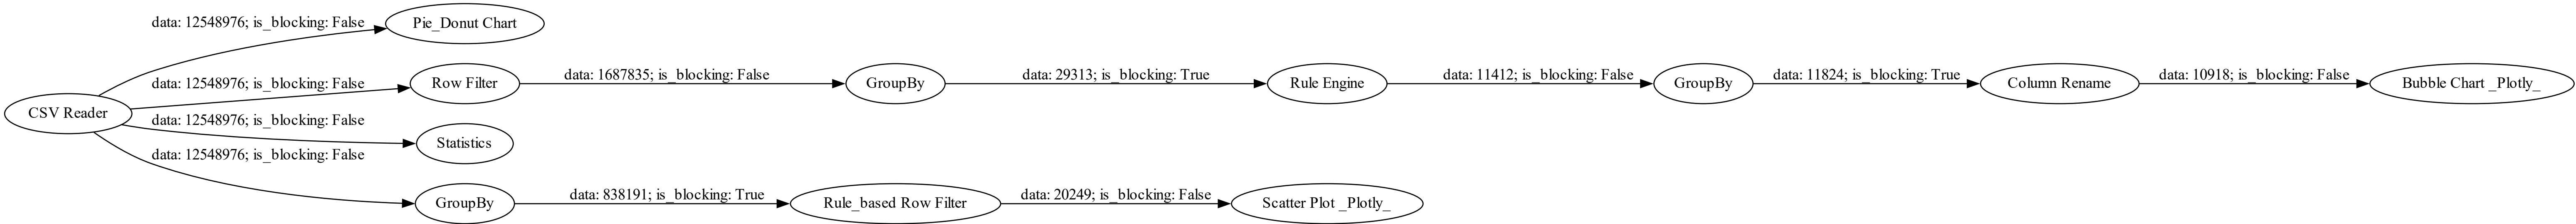 data: 12548976; is_blocking: False
Pie_Donut Chart
data: 12548976; is_blocking: False
Row Filter
data: 1687835; is_blocking: False
GroupBy
data: 29313; is_blocking: True
Rule Engine
data: 11412; is_blocking: False
GroupBy
data: 11824; is_blocking: True
Column Rename
data: 10918; is_blocking: False
Bubble Chart _Plotly_
CSV Reader
data: 12548976; is_blocking: False
Statistics
data: 12548976; is_blocking: False
GroupBy
data: 838191; is_blocking: True
Rule_based Row Filter
data: 20249; is_blocking: False
Scatter Plot _Plotly_